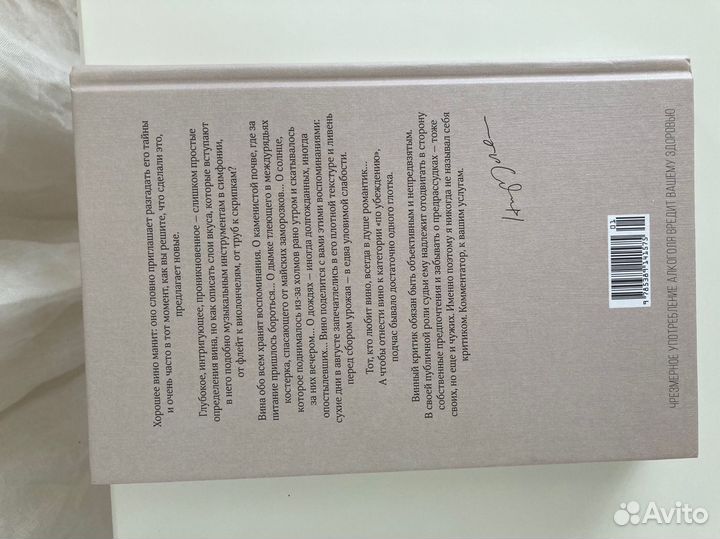 Хорошее вино манит: оно словно приглашает разгадать его тайны
и очень часто в тот момент, как вы решите, что сделали это,
предлагает новые.
Глубокое, интригующее, проникновенное – слишком простые
определения вина, но как описать слои вкуса, которые вступают
в него подобно музыкальным инструментам в симфонии,
от флейт к виолончелям, от труб к скрипкам?
Вина обо всем хранят воспоминания. О каменистой почве, где за
питание пришлось бороться... О дымке тлеющего в междурядьях
костерка, спасающего от майских заморозков... О солнце,
которое поднималось из-за холмов рано утром и скатывалось
за них вечером... О дождях – иногда долгожданных, иногда
опостылевших... Вино поделится с вами этими воспоминаниями:
сухие дни в августе запечатлелись в его плотной текстуре и ливень
перед сбором урожая – в едва уловимой слабости.
Тот, кто любит вино, всегда в душе романтик...
А чтобы отнести вино к категории «по убеждению»,
подчас бывало достаточно одного глотка.
Винный критик обязан быть объективным и непредвзятым.
В своей публичной роли судьи ему надлежит отодвигать в сторону
собственные предпочтения и забывать о предрассудках – тоже
своих, но еще и чужих. Именно поэтому я никогда не называл себя
критиком. Комментатор, к вашим услугам.
01
9 785369 141575
ЧРЕЗМЕРНОЕ УПОТРЕБЛЕНИЕ АЛКОГОЛЯ ВРЕДИТ ВАШЕМУ ЗДОРОВЬЮ
Avito